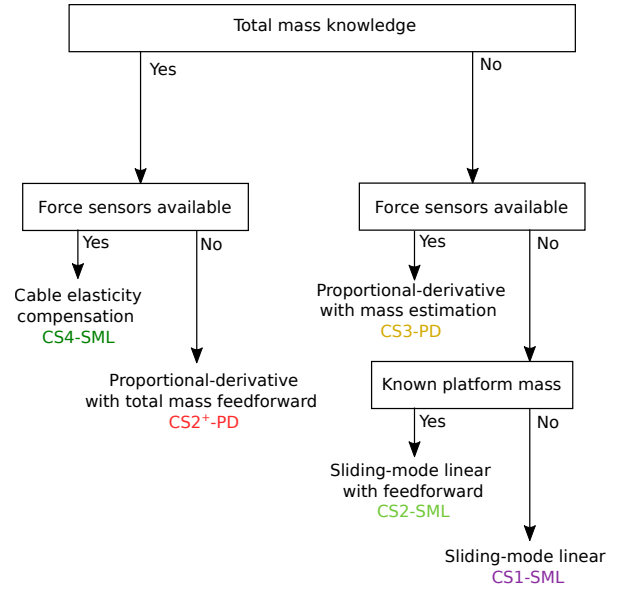 Total mass knowledge
Yes
No
Force sensors available
Force sensors available
Yes
No
Yes
No
Cable elasticity
compensation
CS4-SML
Proportional-derivative
with mass estimation
CS3-PD
Proportional-derivative
with total mass feedforward
CS2⁺-PD
Known platform mass
Yes
No
Sliding-mode linear
with feedforward
CS2-SML
Sliding-mode linear
CS1-SML